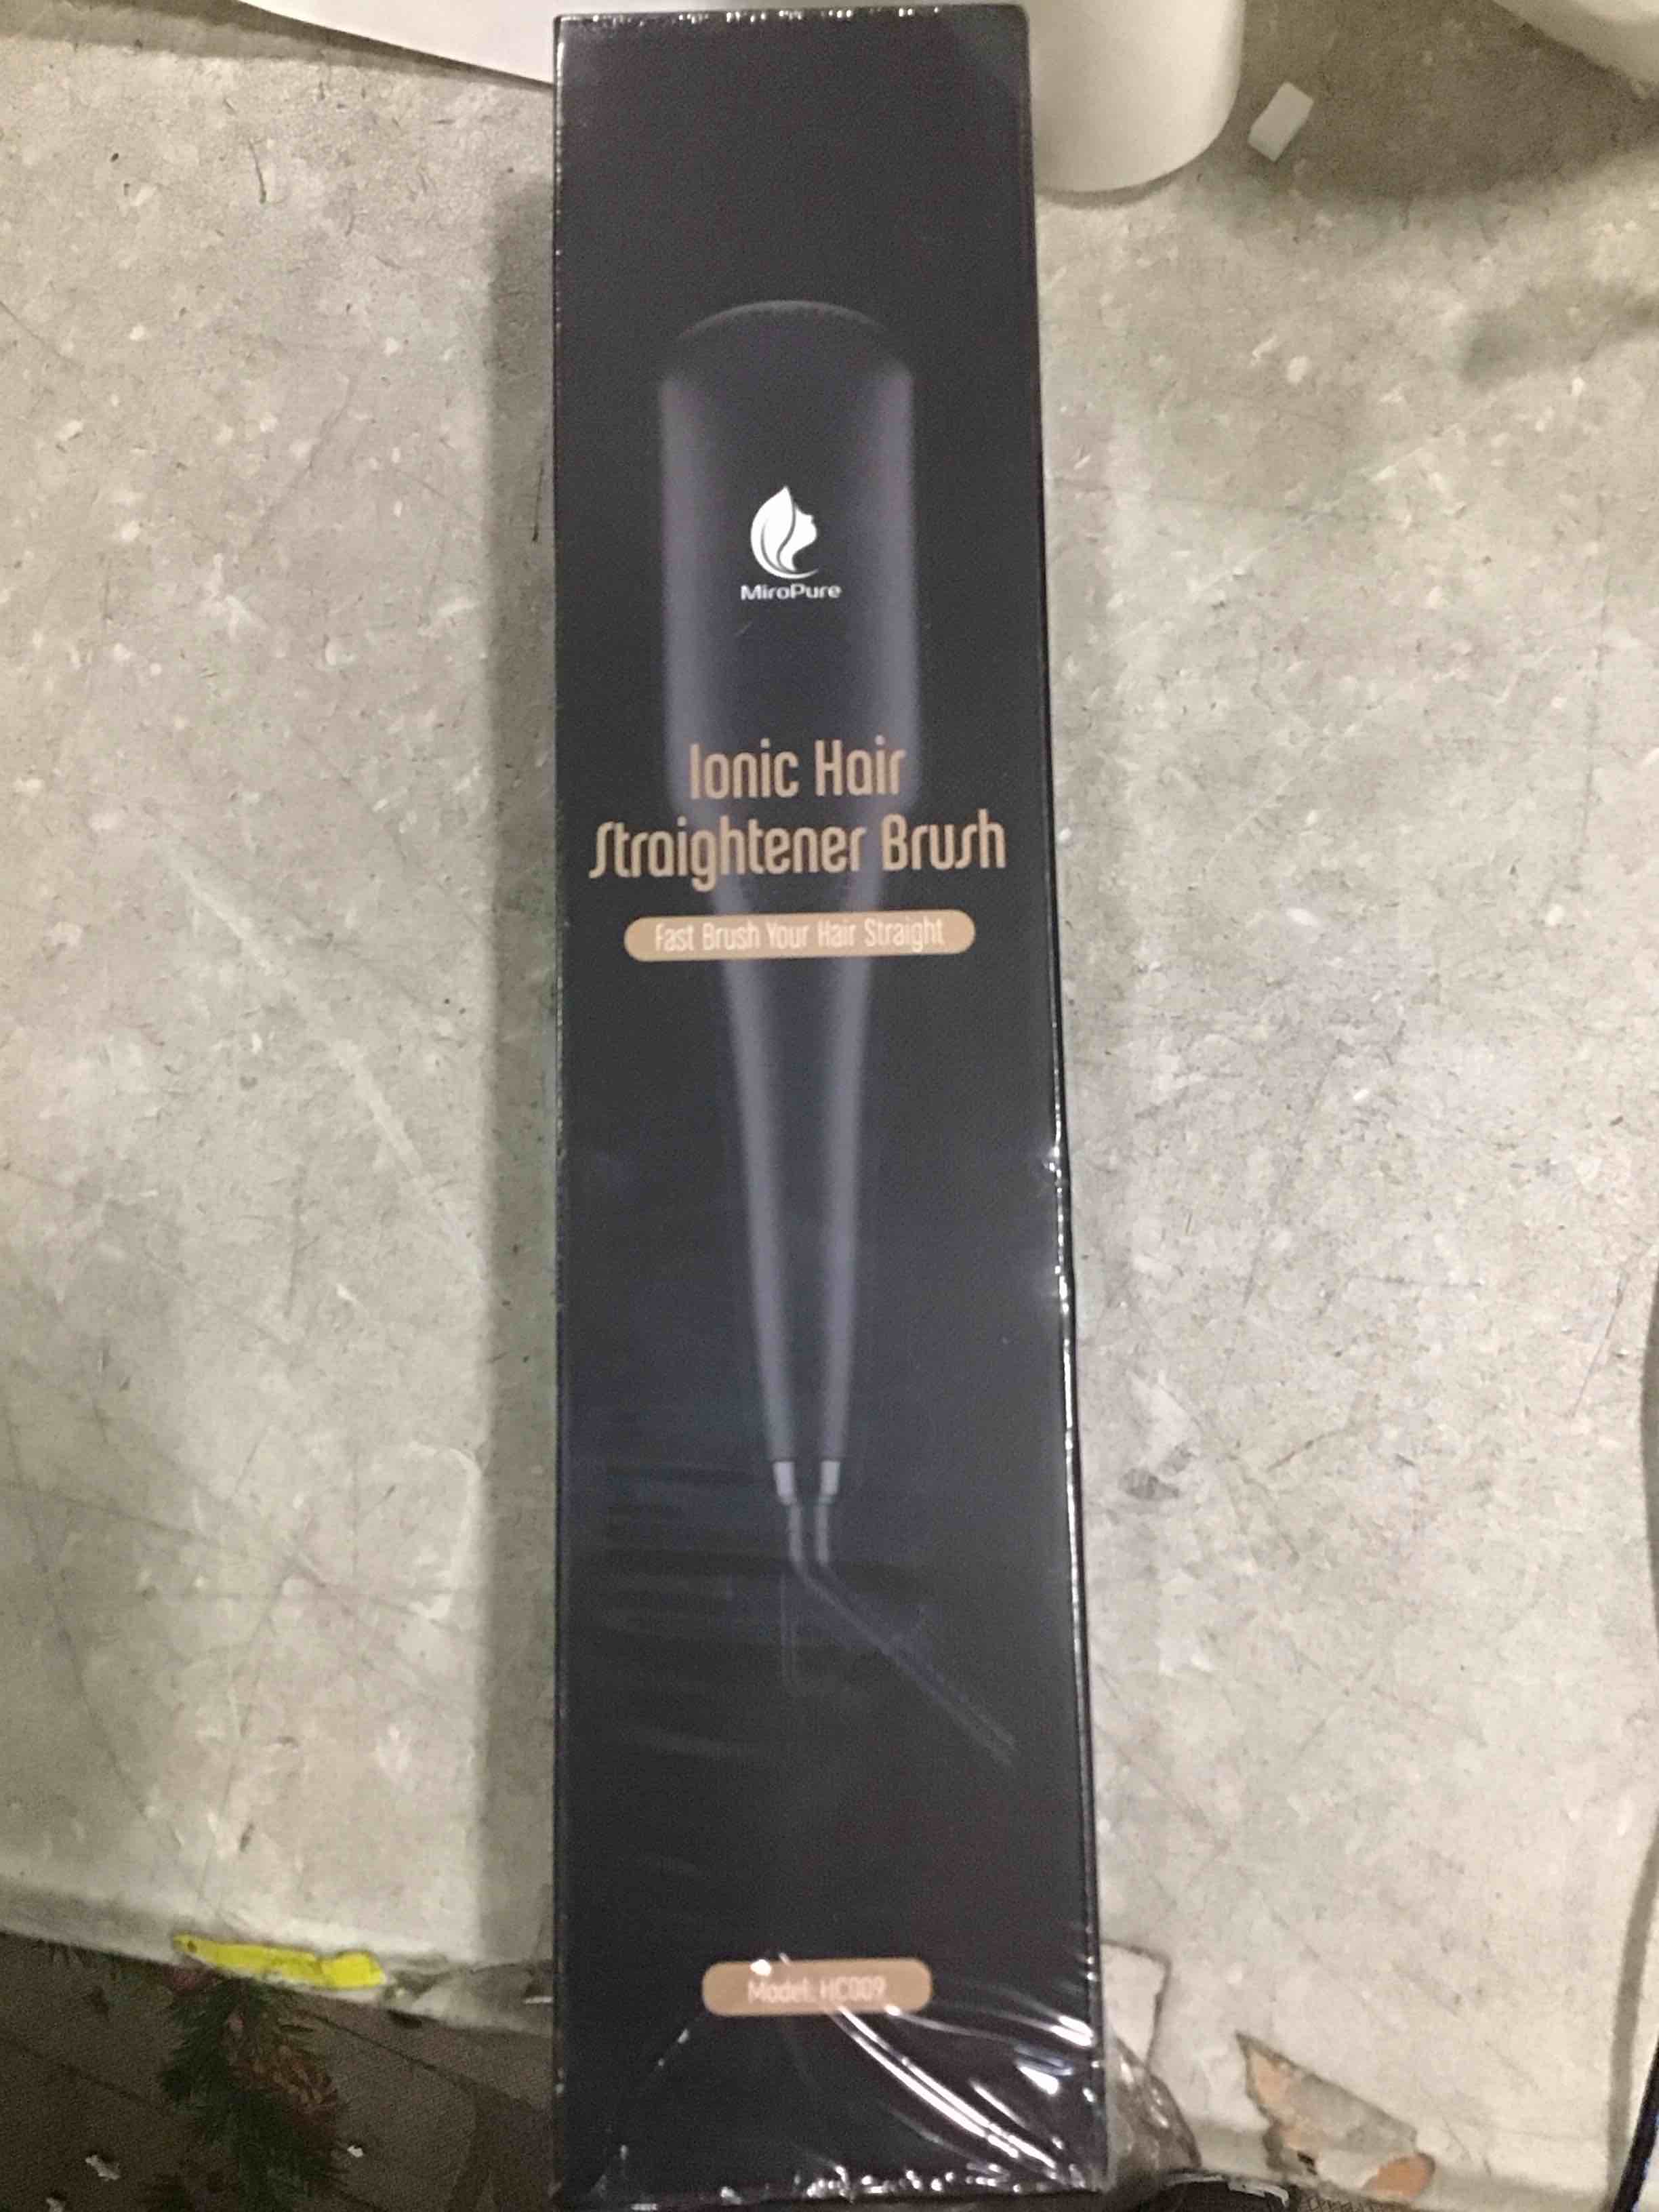 MiroPure
Ionic Hair
Straightener Brush
Fast Brush Your Hair Straight
Model: HC009